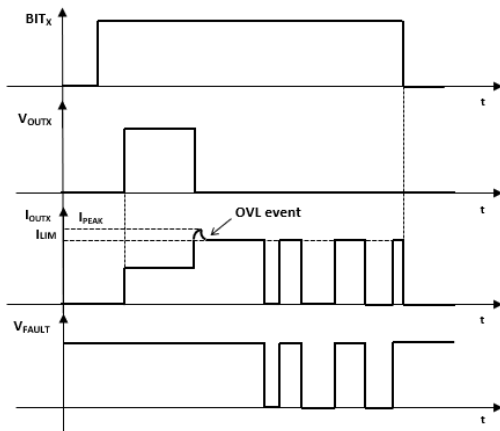 BITX
t
VOUTX
t
IOUTX
IPEAK
OVL event
ILIM
t
VFAULT
t